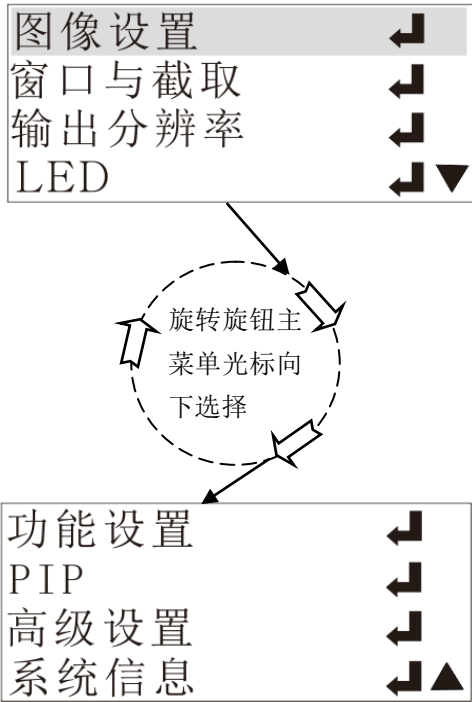 图像设置
窗口与截取
输出分辨率
LED
旋转旋钮主
菜单光标向
下选择
功能设置
PIP
高级设置
系统信息